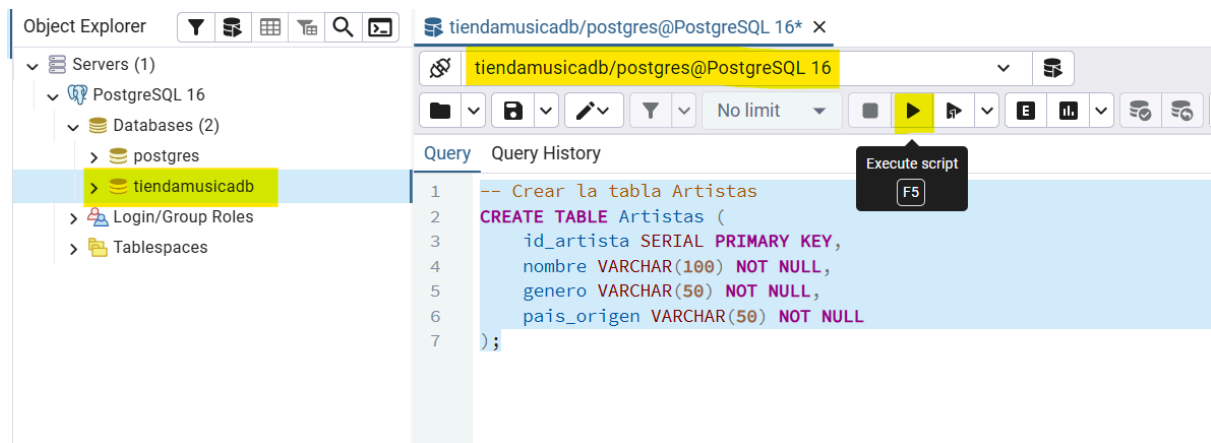 Object Explorer
Servers (1)
PostgreSQL 16
Databases (2)
postgres
tiendamusicadb
Login/Group Roles
Tablespaces
tiendamusicadb/postgres@PostgreSQL 16*
tiendamusicadb/postgres@PostgreSQL 16
No limit
E
Query Query History
Execute script
F5
1 -- Crear la tabla Artistas
2 CREATE TABLE Artistas (
3 id_artista SERIAL PRIMARY KEY,
4 nombre VARCHAR(100) NOT NULL,
5 genero VARCHAR(50) NOT NULL,
6 pais_origen VARCHAR(50) NOT NULL
7 );